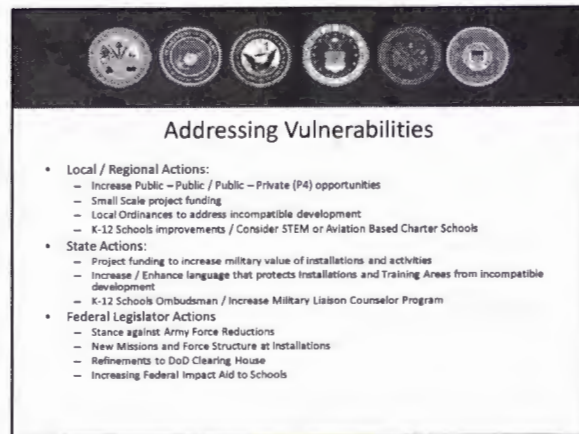 Addressing Vulnerabilities
• Local / Regional Actions:
– Increase Public – Public / Public – Private (P4) opportunities
– Small Scale project funding
– Local Ordinances to address incompatible development
– K-12 Schools improvements / Consider STEM or Aviation Based Charter Schools
• State Actions:
– Project funding to increase military value of installations and activities
– Increase / Enhance language that protects Installations and Training Areas from incompatible
development
– K-12 Schools Ombudsman / Increase Military Liaison Counselor Program
• Federal Legislator Actions
– Stance against Army Force Reductions
– New Missions and Force Structure at Installations
– Refinements to DoD Clearing House
– Increasing Federal Impact Aid to Schools